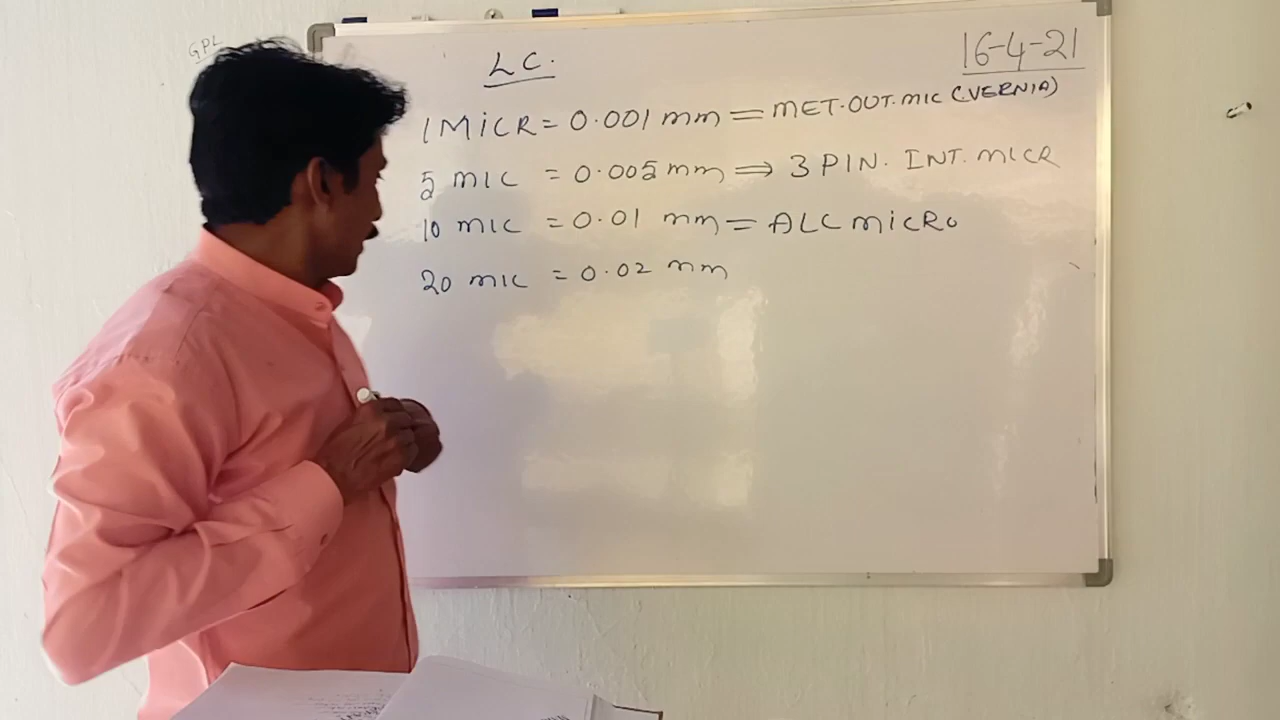 GPL
16-4-21
LC.
1 MiCR = 0.001 mm = MET.OUT.MIC (VERNIA)
5 MIC = 0.005 mm ⇒ 3 PIN. INT. MICR
10 MIC = 0.01 mm = ALC MICRO
20 MIC = 0.02 mm